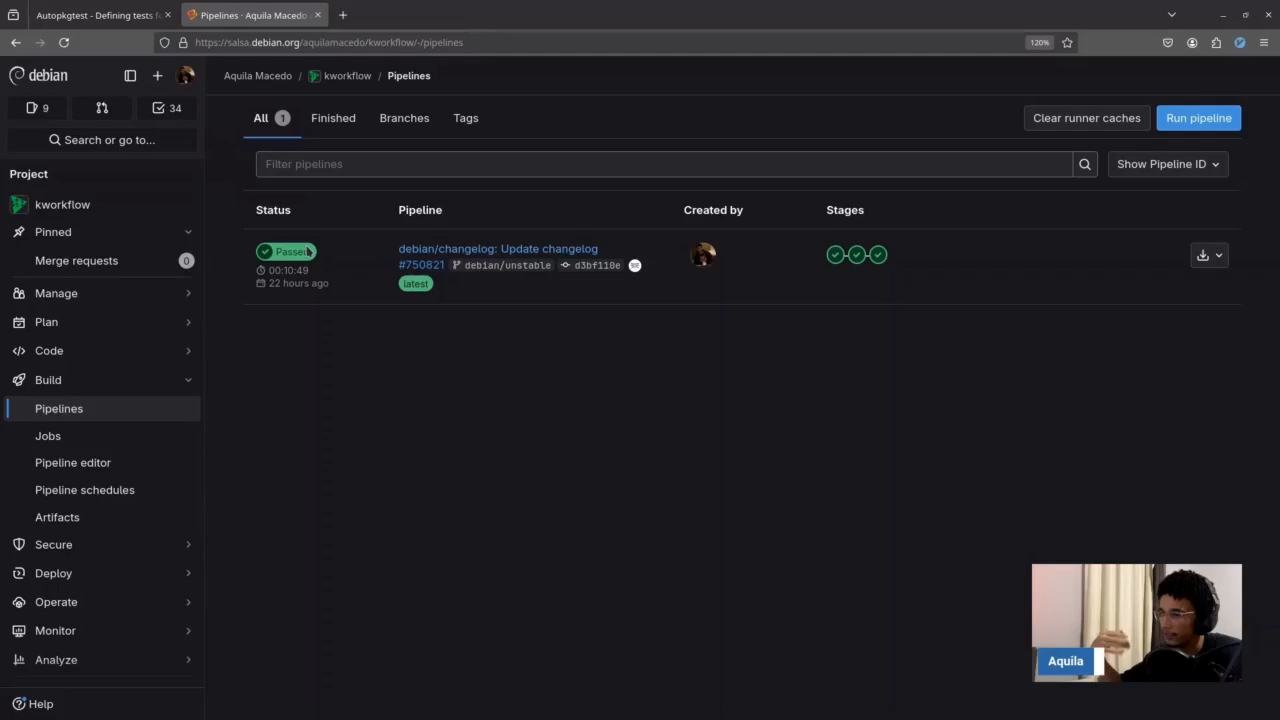 Autopkgtest - Defining tests f
Pipelines · Aquila Macedo
https://salsa.debian.org/aquilamacedo/kworkflow/-/pipelines
120%
debian
9
34
Search or go to...
Project
kworkflow
Pinned
Merge requests 0
Manage
Plan
Code
Build
Pipelines
Jobs
Pipeline editor
Pipeline schedules
Artifacts
Secure
Deploy
Operate
Monitor
Analyze
Help
Aquila Macedo / kworkflow / Pipelines
All 1 Finished Branches Tags
Clear runner caches Run pipeline
Filter pipelines
Show Pipeline ID
Status Pipeline Created by Stages
Passed
00:10:49
22 hours ago
debian/changelog: Update changelog
#750821 debian/unstable d3bf110e
latest
Aquila